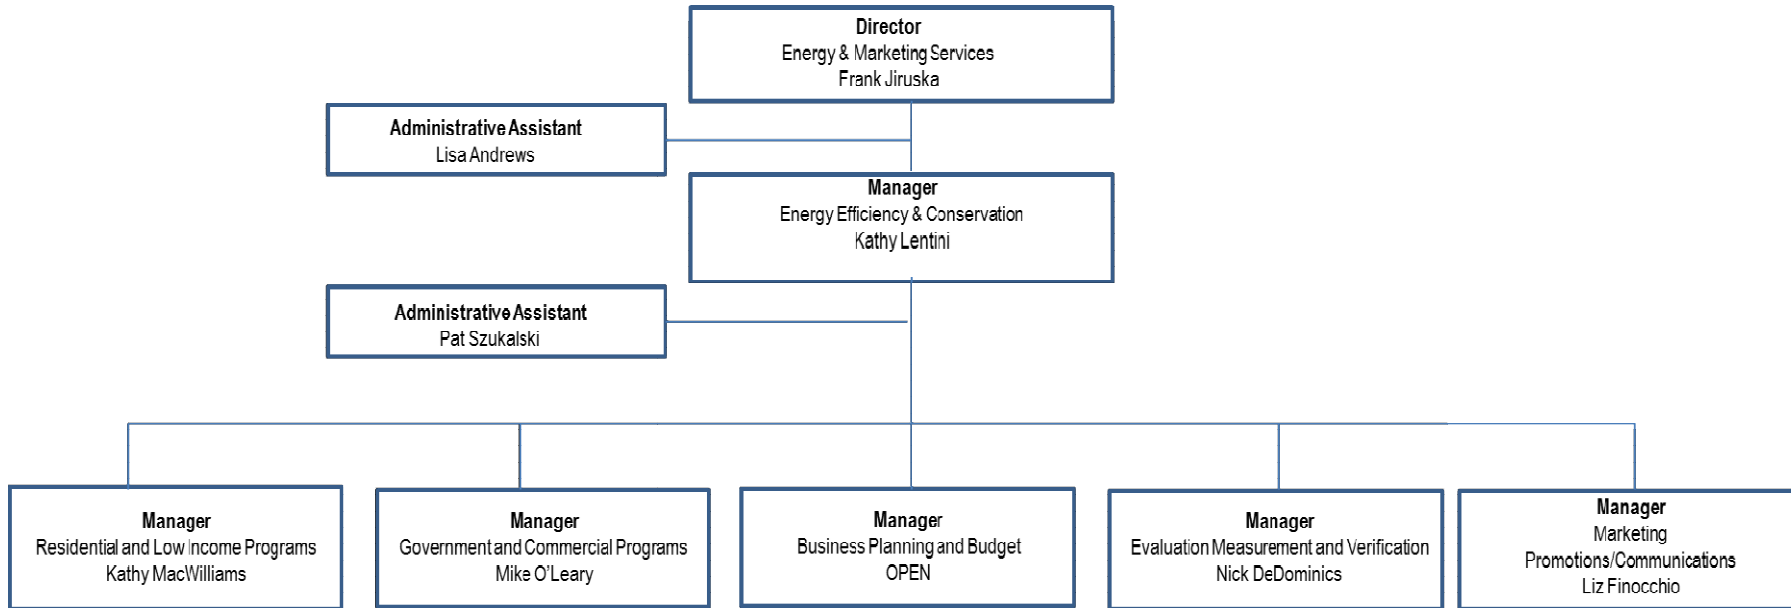 Director
Energy & Marketing Services
Frank Jiruska
Administrative Assistant
Lisa Andrews
Manager
Energy Efficiency & Conservation
Kathy Lentini
Administrative Assistant
Pat Szukalski
Manager
Residential and Low Income Programs
Kathy MacWilliams
Manager
Government and Commercial Programs
Mike O'Leary
Manager
Business Planning and Budget
OPEN
Manager
Evaluation Measurement and Verification
Nick DeDominics
Manager
Marketing
Promotions/Communications
Liz Finocchio